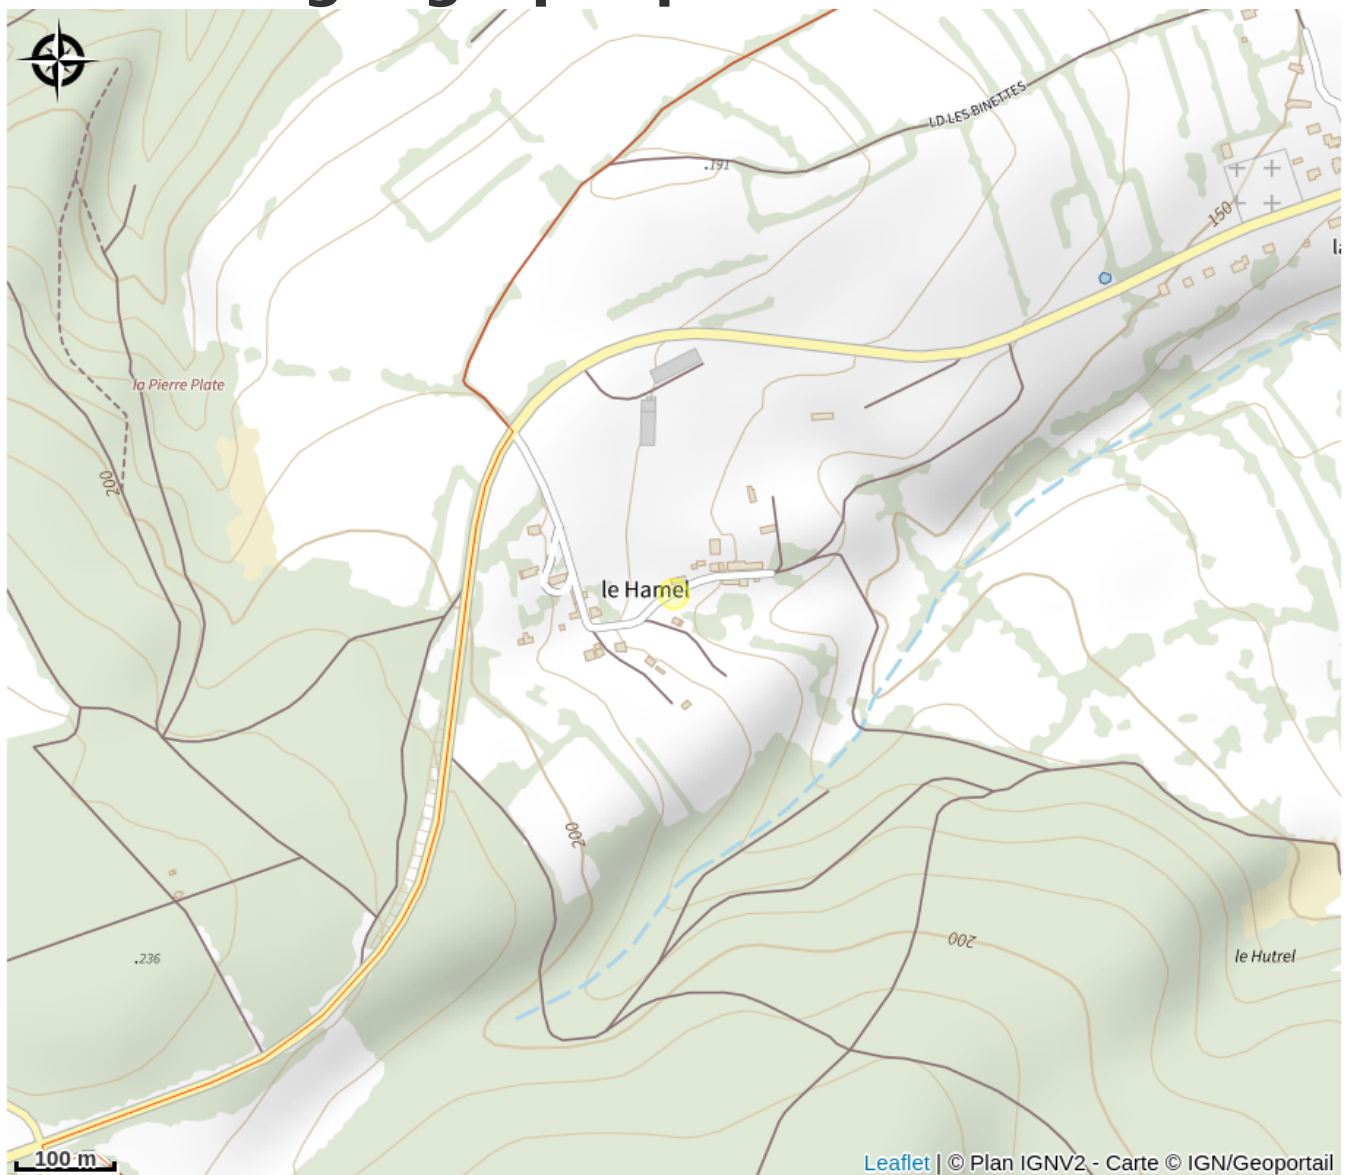 LD LES BINETTES
.191
150
la Pierre Plate
200
le Hamel
200
.236
200
le Hutrel
100 m
Leaflet | © Plan IGNV2 - Carte © IGN/Geoportail